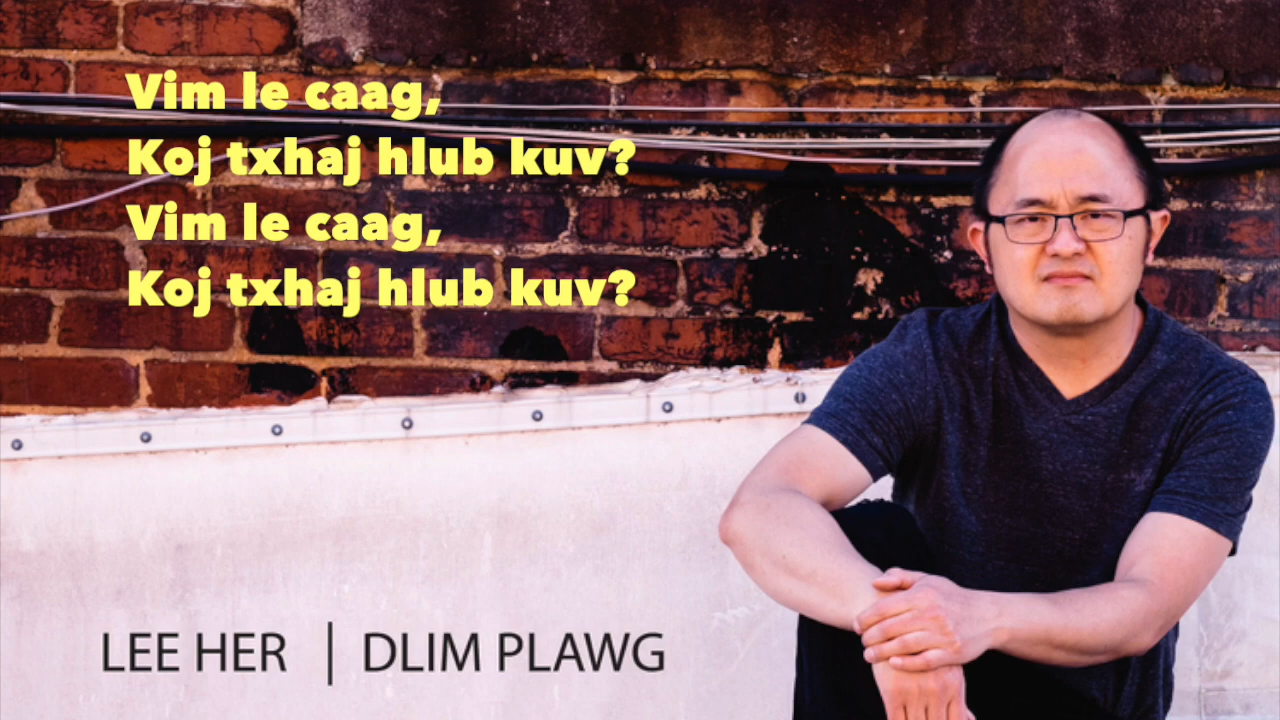 Vim le caag,
Koj txhaj hlub kuv?
Vim le caag,
Koj txhaj hlub kuv?
LEE HER | DLIM PLAWG